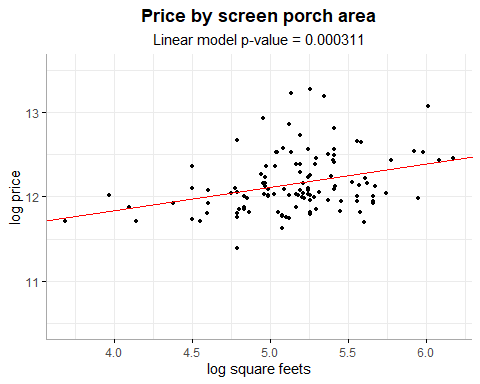 Price by screen porch area
Linear model p-value = 0.000311
log price
13
12
11
4.0 4.5 5.0 5.5 6.0
log square feets